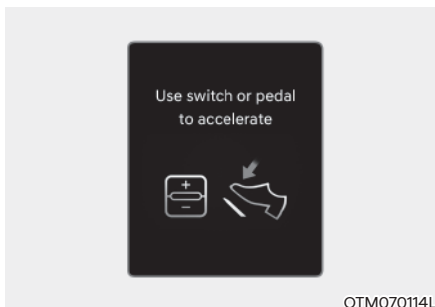 Use switch or pedal
to accelerate
+
-
OTM070114L